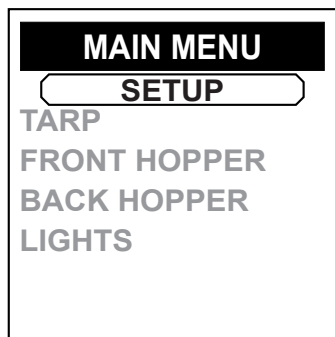 MAIN MENU
SETUP
TARP
FRONT HOPPER
BACK HOPPER
LIGHTS